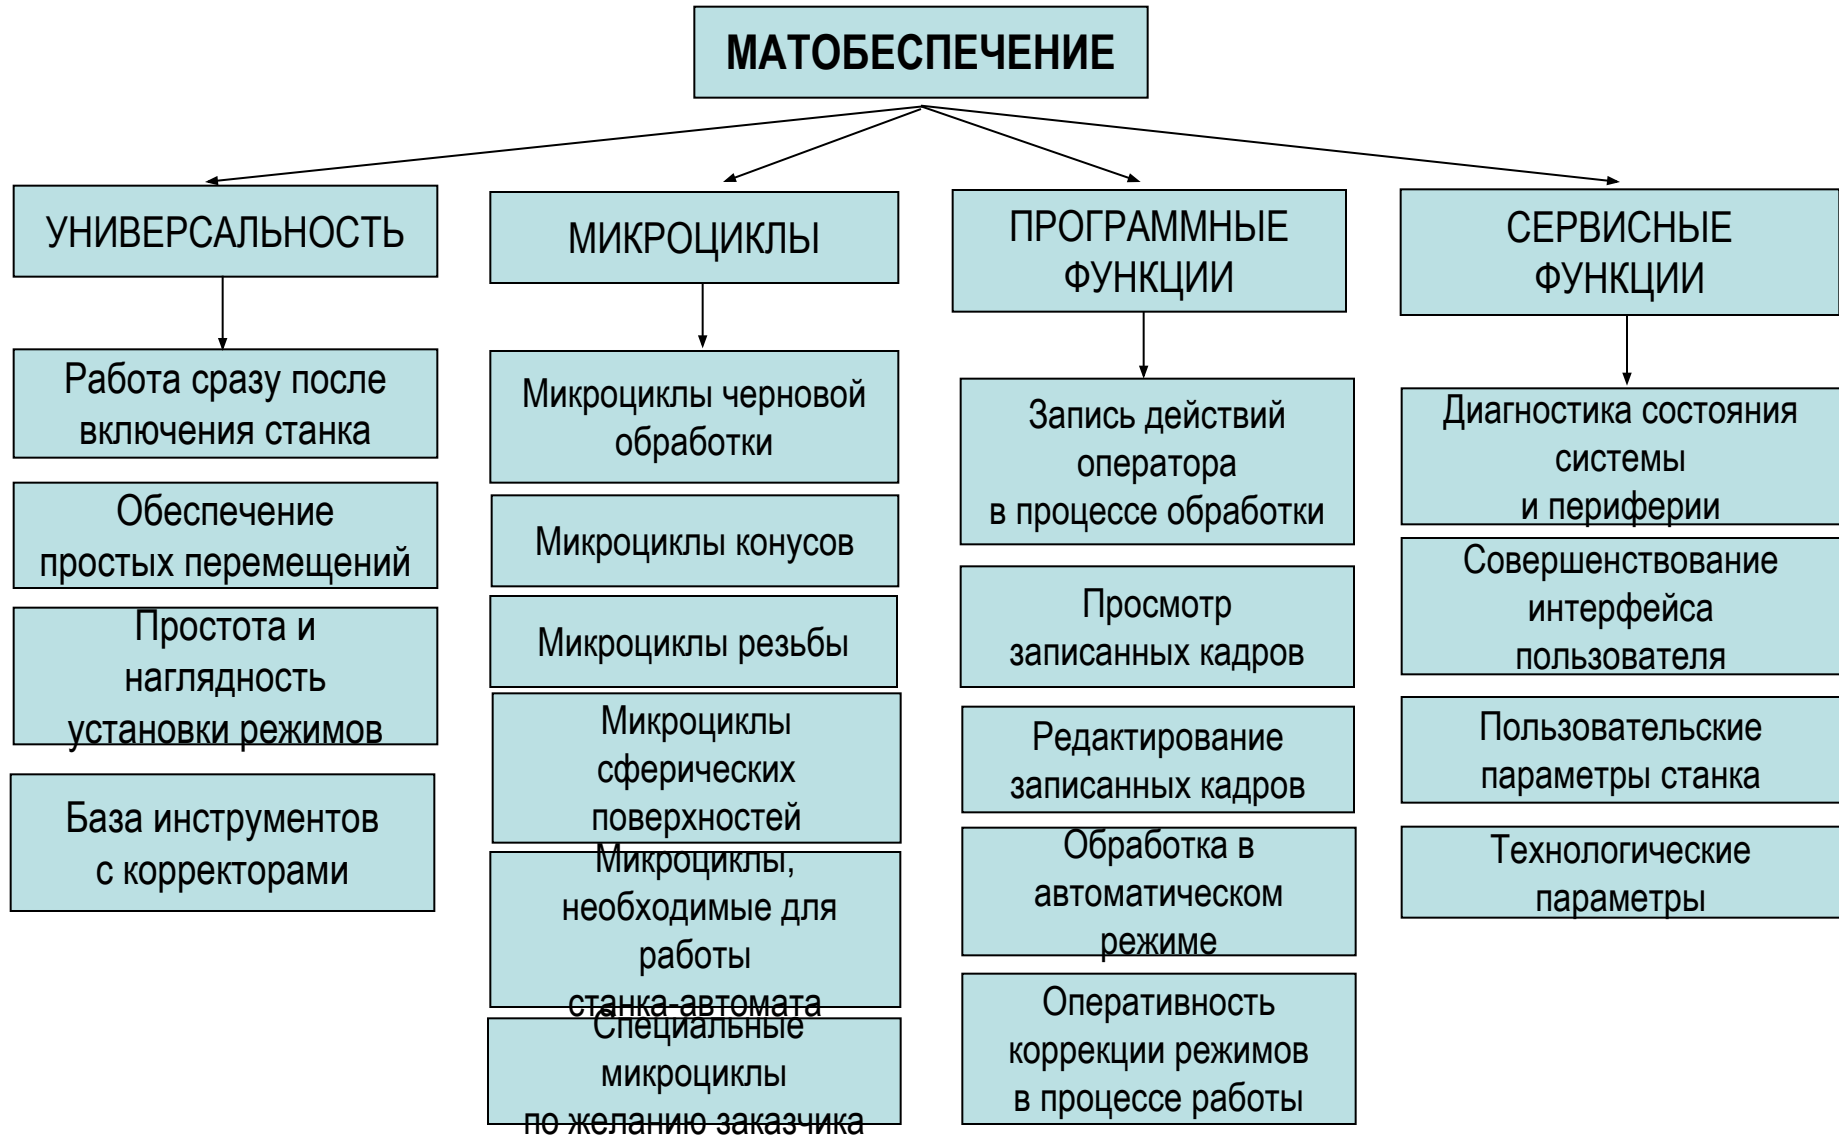 МАТОБЕСПЕЧЕНИЕ
УНИВЕРСАЛЬНОСТЬ
Работа сразу после
включения станка
Обеспечение
простых перемещений
Простота и
наглядность
установки режимов
База инструментов
с корректорами
МИКРОЦИКЛЫ
Микроциклы черновой
обработки
Микроциклы конусов
Микроциклы резьбы
Микроциклы
сферических
поверхностей
Микроциклы,
необходимые для
работы
станка-автомата
Специальные
микроциклы
по желанию заказчика
ПРОГРАММНЫЕ
ФУНКЦИИ
Запись действий
оператора
в процессе обработки
Просмотр
записанных кадров
Редактирование
записанных кадров
Обработка в
автоматическом
режиме
Оперативность
коррекции режимов
в процессе работы
СЕРВИСНЫЕ
ФУНКЦИИ
Диагностика состояния
системы
и периферии
Совершенствование
интерфейса
пользователя
Пользовательские
параметры станка
Технологические
параметры